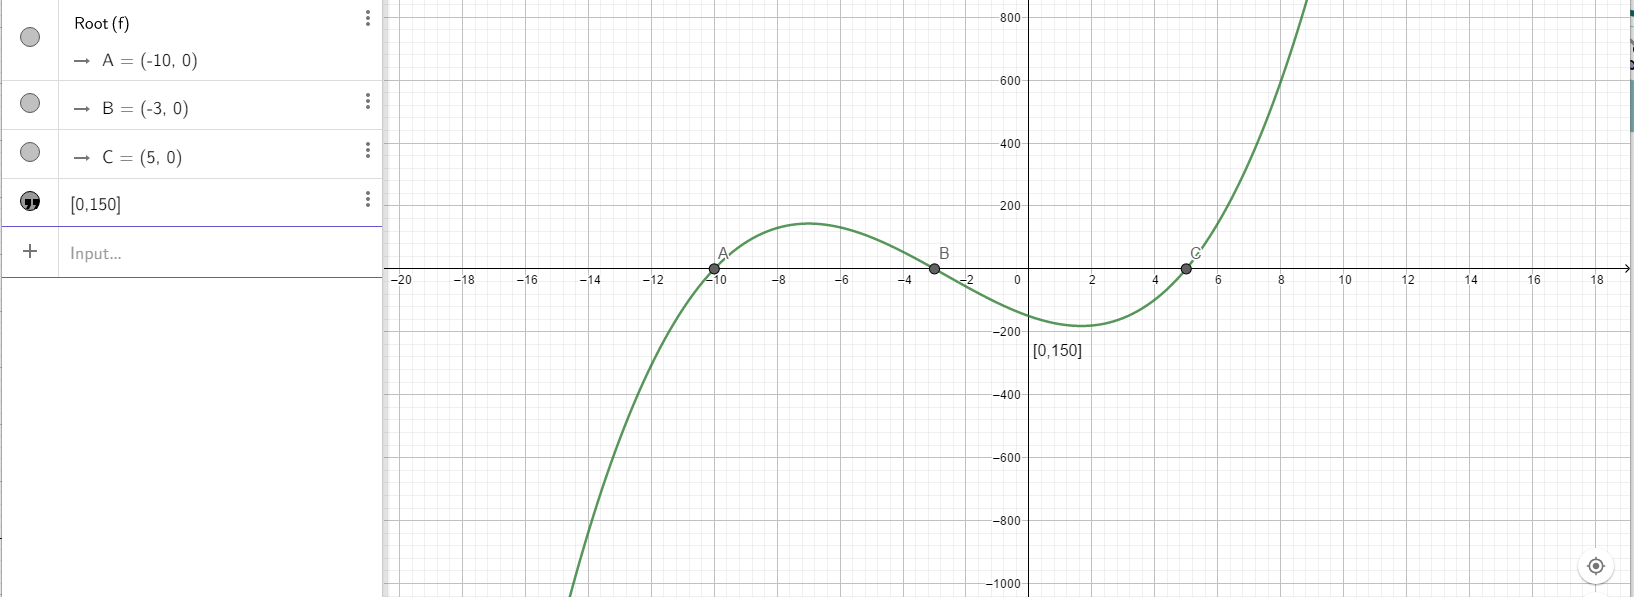 Root (f)
→ A = (-10, 0)
→ B = (-3, 0)
→ C = (5, 0)
[0,150]
+ Input...
800
600
400
200
A
B
C
−20 −18 −16 −14 −12 −10 −8 −6 −4 −2 0 2 4 6 8 10 12 14 16 18
−200
[0,150]
−400
−600
−800
−1000